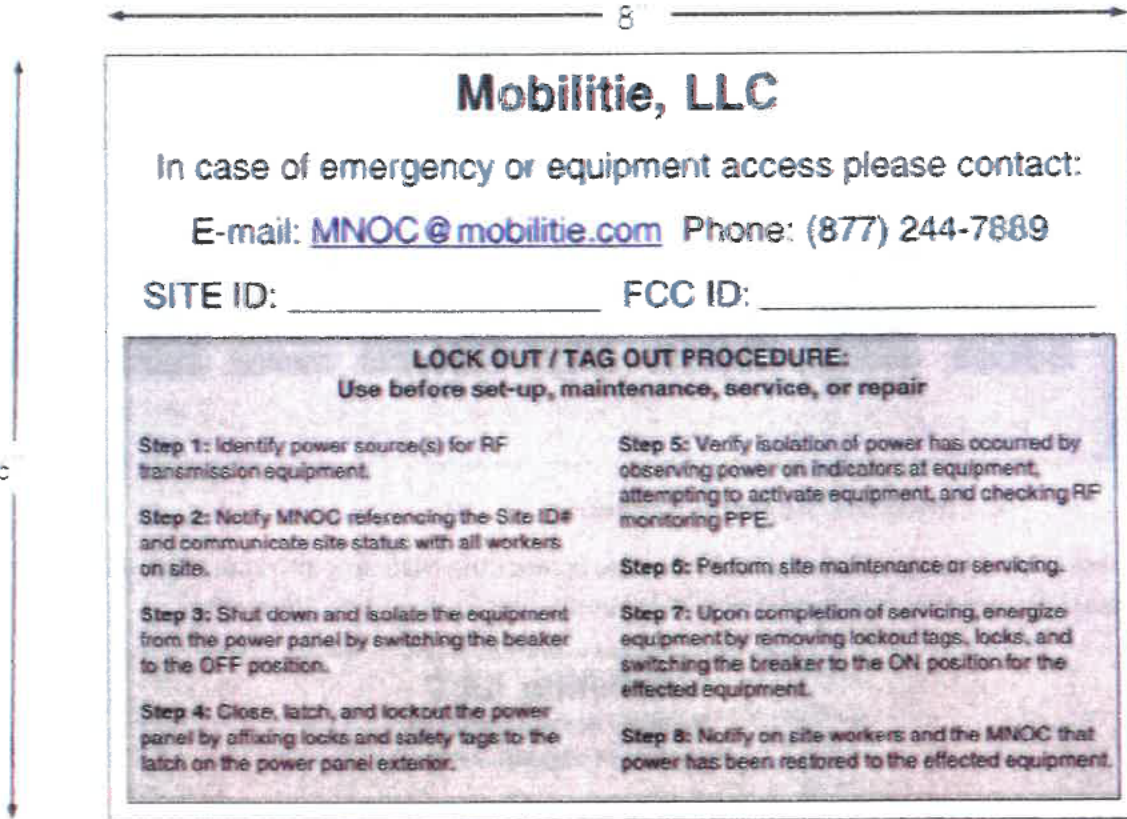 8"
Mobilitie, LLC
In case of emergency or equipment access please contact:
E-mail: MNOC@mobilitie.com Phone: (877) 244-7889
SITE ID: FCC ID:
LOCK OUT / TAG OUT PROCEDURE:
Use before set-up, maintenance, service, or repair
Step 1: Identify power source(s) for RF
transmission equipment.
Step 2: Notify MNOC referencing the Site ID#
and communicate site status with all workers
on site.
Step 3: Shut down and isolate the equipment
from the power panel by switching the beaker
to the OFF position.
Step 4: Close, latch, and lockout the power
panel by affixing locks and safety tags to the
latch on the power panel exterior.
Step 5: Verify isolation of power has occurred by
observing power on indicators at equipment,
attempting to activate equipment, and checking RF
monitoring PPE.
Step 6: Perform site maintenance or servicing.
Step 7: Upon completion of servicing, energize
equipment by removing lockout tags, locks, and
switching the breaker to the ON position for the
effected equipment.
Step 8: Notify on site workers and the MNOC that
power has been restored to the effected equipment.